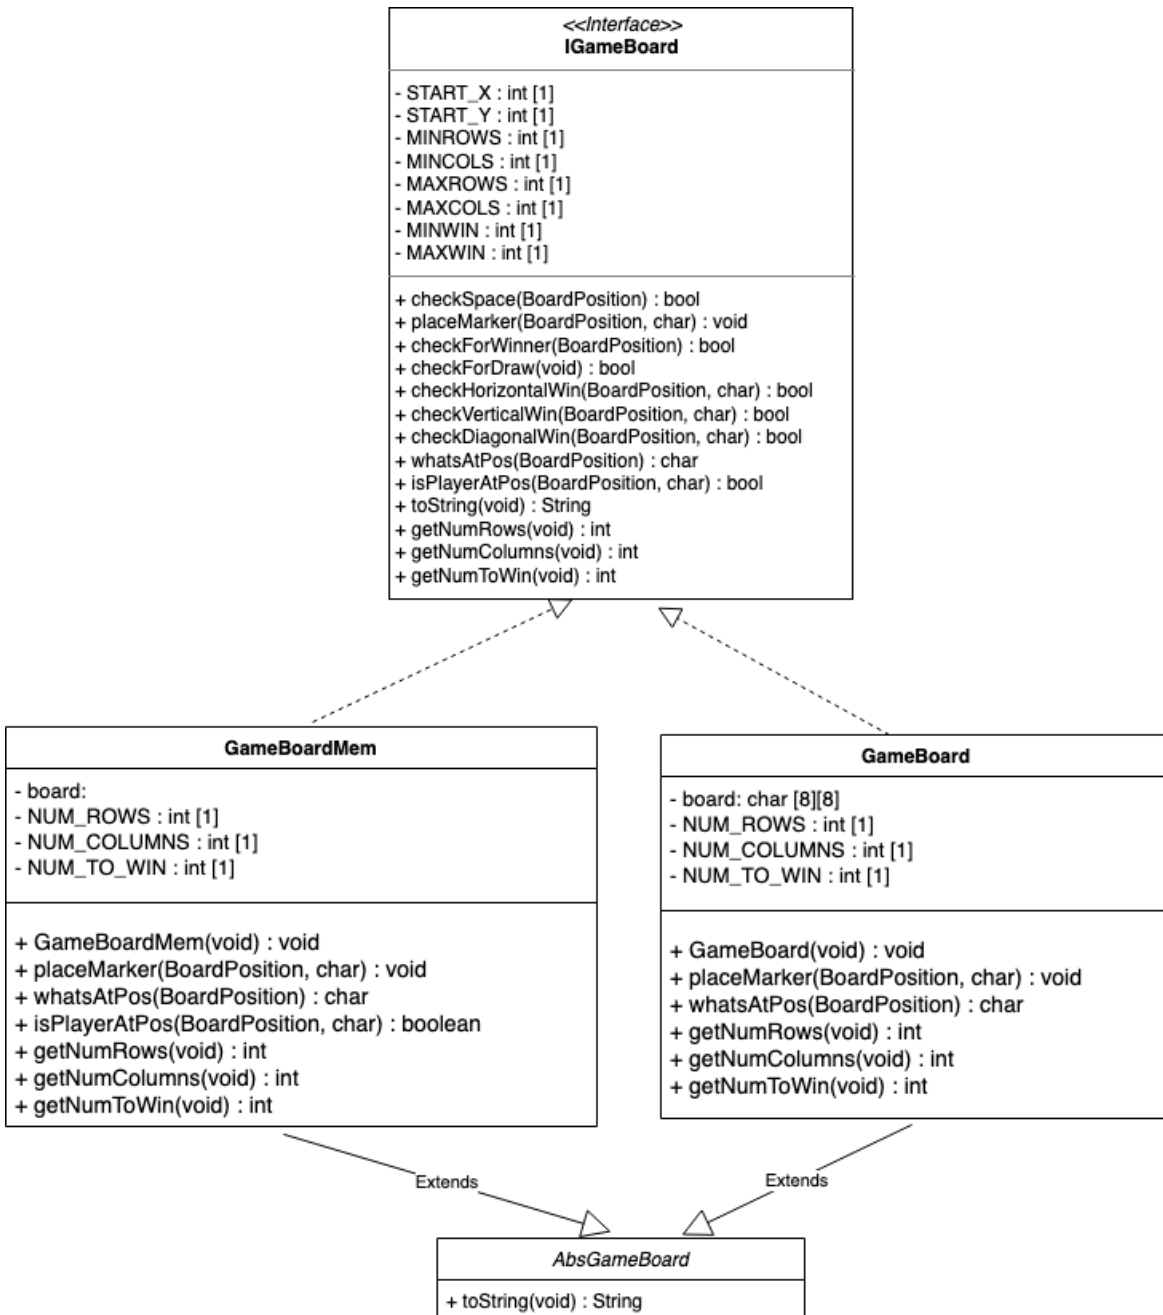 <<Interface>>
IGameBoard
- START_X : int [1]
- START_Y : int [1]
- MINROWS : int [1]
- MINCOLS : int [1]
- MAXROWS : int [1]
- MAXCOLS : int [1]
- MINWIN : int [1]
- MAXWIN : int [1]
+ checkSpace(BoardPosition) : bool
+ placeMarker(BoardPosition, char) : void
+ checkForWinner(BoardPosition) : bool
+ checkForDraw(void) : bool
+ checkHorizontalWin(BoardPosition, char) : bool
+ checkVerticalWin(BoardPosition, char) : bool
+ checkDiagonalWin(BoardPosition, char) : bool
+ whatsAtPos(BoardPosition) : char
+ isPlayerAtPos(BoardPosition, char) : bool
+ toString(void) : String
+ getNumRows(void) : int
+ getNumColumns(void) : int
+ getNumToWin(void) : int
GameBoardMem
- board:
- NUM_ROWS : int [1]
- NUM_COLUMNS : int [1]
- NUM_TO_WIN : int [1]
+ GameBoardMem(void) : void
+ placeMarker(BoardPosition, char) : void
+ whatsAtPos(BoardPosition) : char
+ isPlayerAtPos(BoardPosition, char) : boolean
+ getNumRows(void) : int
+ getNumColumns(void) : int
+ getNumToWin(void) : int
GameBoard
- board: char [8][8]
- NUM_ROWS : int [1]
- NUM_COLUMNS : int [1]
- NUM_TO_WIN : int [1]
+ GameBoard(void) : void
+ placeMarker(BoardPosition, char) : void
+ whatsAtPos(BoardPosition) : char
+ getNumRows(void) : int
+ getNumColumns(void) : int
+ getNumToWin(void) : int
Extends
Extends
AbsGameBoard
+ toString(void) : String